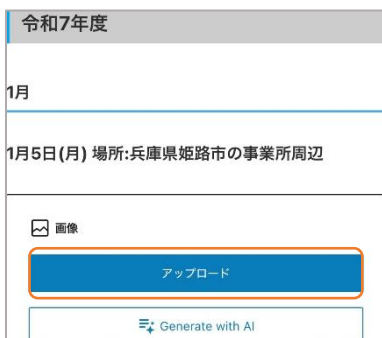 令和7年度
1月
1月5日(月) 場所:兵庫県姫路市の事業所周辺
画像
アップロード
Generate with AI